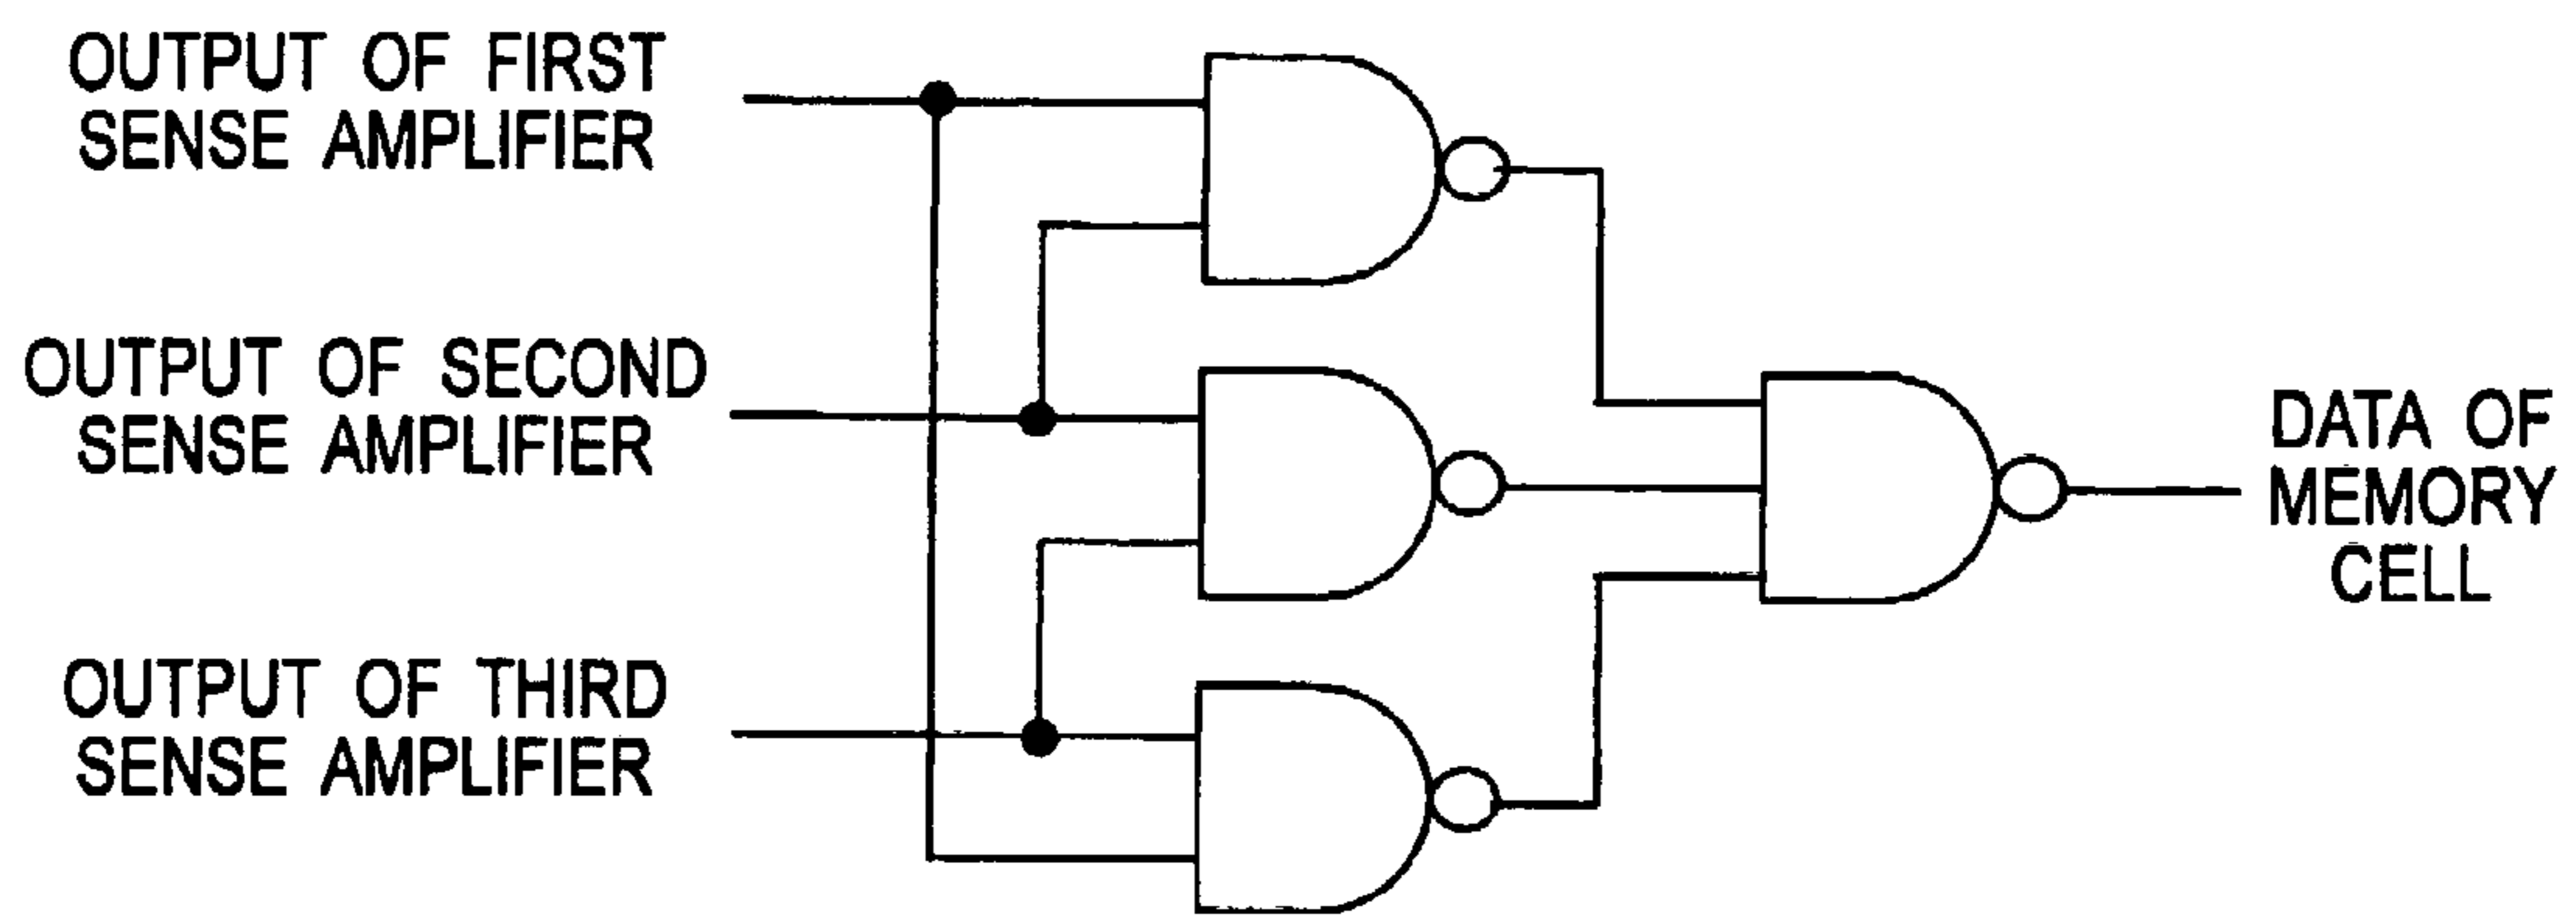 OUTPUT OF FIRST
SENSE AMPLIFIER
OUTPUT OF SECOND
SENSE AMPLIFIER
OUTPUT OF THIRD
SENSE AMPLIFIER
DATA OF
MEMORY
CELL